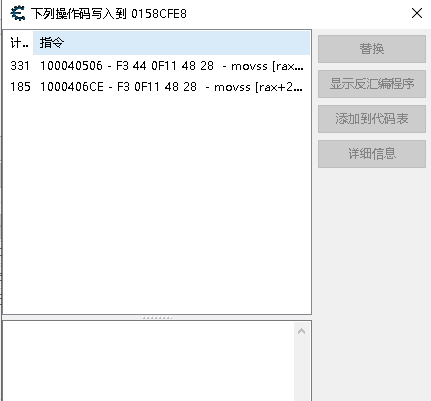 下列操作码写入到 0158CFE8
计.. 指令
331 100040506 - F3 44 0F11 48 28 - movss [rax...
185 1000406CE - F3 0F11 48 28 - movss [rax+2...
替换
显示反汇编程序
添加到代码表
详细信息